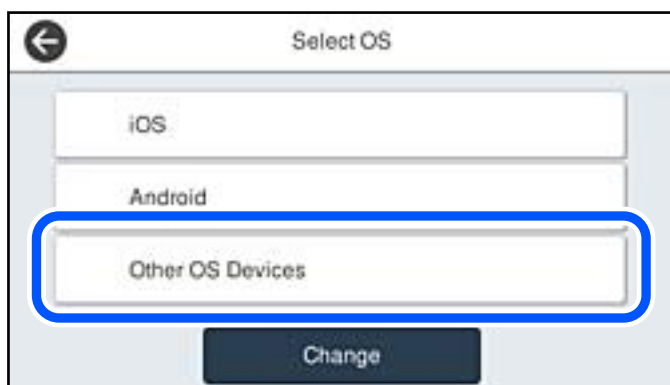 Select OS
iOS
Android
Other OS Devices
Change